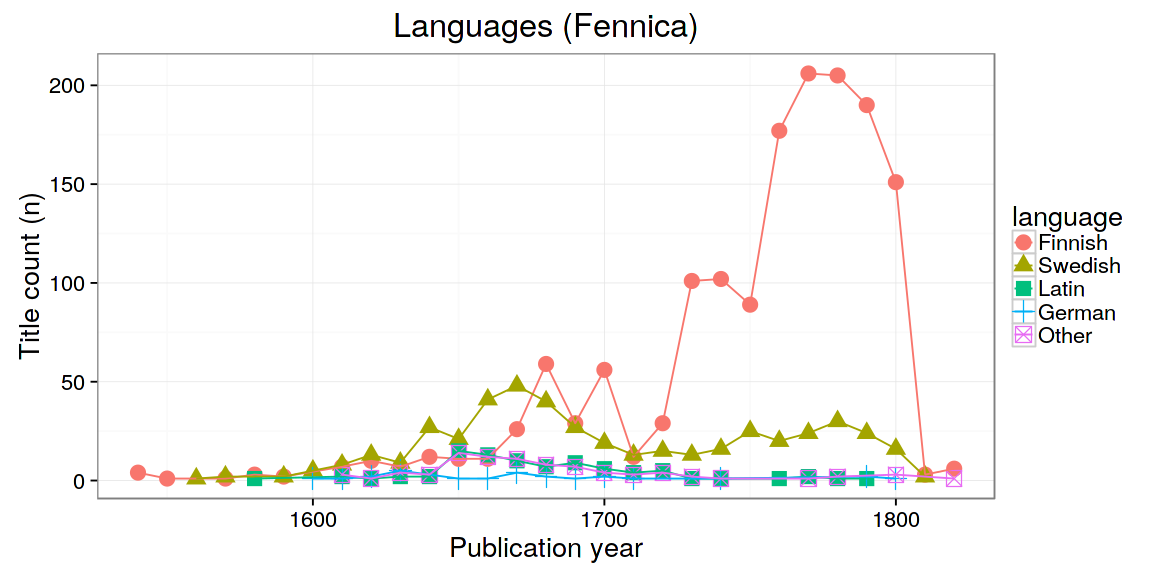 Languages (Fennica)
Title count (n)
200
150
100
50
0
1600
1700
1800
Publication year
language
Finnish
Swedish
Latin
German
Other